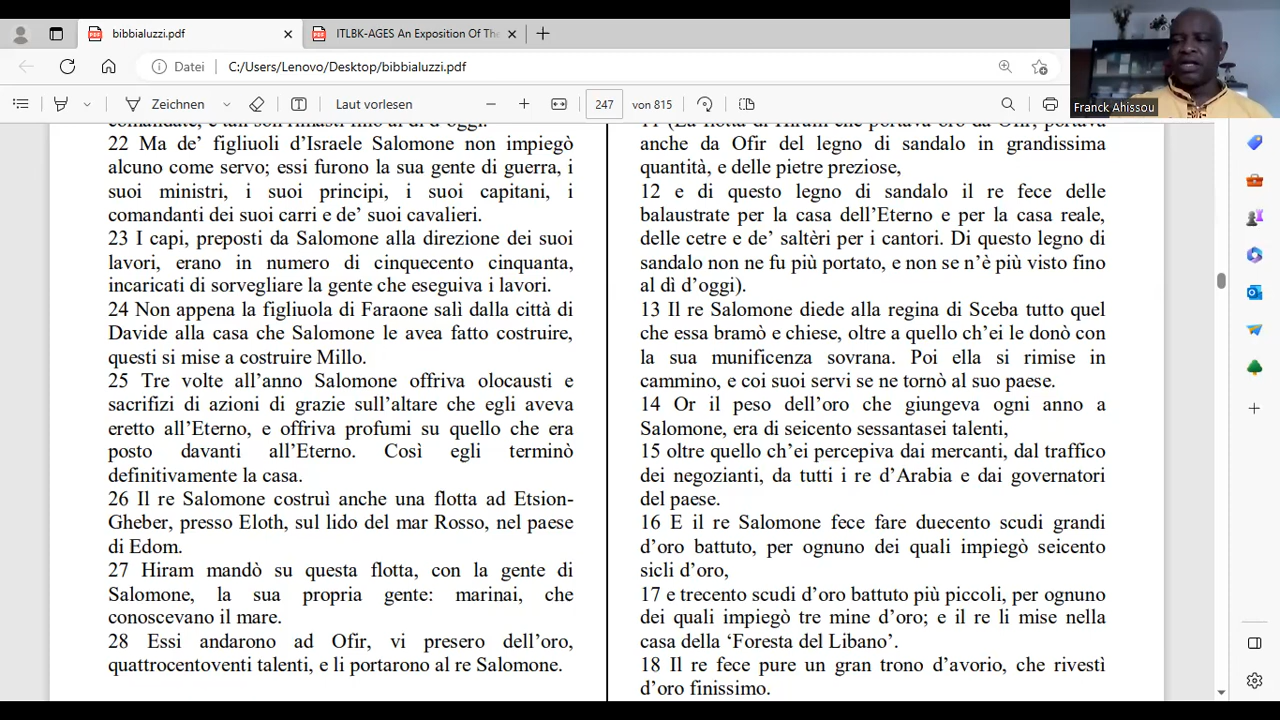 bibbialuzzi.pdf
ITLBK-AGES An Exposition Of The
Datei
C:/Users/Lenovo/Desktop/bibbialuzzi.pdf
Zeichnen
Laut vorlesen
247
von 815
Franck Ahissou
22 Ma de’ figliuoli d’Israele Salomone non impiegò
alcuno come servo; essi furono la sua gente di guerra, i
suoi ministri, i suoi principi, i suoi capitani, i
comandanti dei suoi carri e de’ suoi cavalieri.
23 I capi, preposti da Salomone alla direzione dei suoi
lavori, erano in numero di cinquecento cinquanta,
incaricati di sorvegliare la gente che eseguiva i lavori.
24 Non appena la figliuola di Faraone salì dalla città di
Davide alla casa che Salomone le avea fatto costruire,
questi si mise a costruire Millo.
25 Tre volte all’anno Salomone offriva olocausti e
sacrifizi di azioni di grazie sull’altare che egli aveva
eretto all’Eterno, e offriva profumi su quello che era
posto davanti all’Eterno. Così egli terminò
definitivamente la casa.
26 Il re Salomone costruì anche una flotta ad Etsion-
Gheber, presso Eloth, sul lido del mar Rosso, nel paese
di Edom.
27 Hiram mandò su questa flotta, con la gente di
Salomone, la sua propria gente: marinai, che
conoscevano il mare.
28 Essi andarono ad Ofir, vi presero dell’oro,
quattrocentoventi talenti, e li portarono al re Salomone.
11 (La flotta di Hiram che portava oro da Ofir, portava
anche da Ofir del legno di sandalo in grandissima
quantità, e delle pietre preziose,
12 e di questo legno di sandalo il re fece delle
balaustrate per la casa dell’Eterno e per la casa reale,
delle cetre e de’ saltèri per i cantori. Di questo legno di
sandalo non ne fu più portato, e non se n’è più visto fino
al dì d’oggi).
13 Il re Salomone diede alla regina di Sceba tutto quel
che essa bramò e chiese, oltre a quello ch’ei le donò con
la sua munificenza sovrana. Poi ella si rimise in
cammino, e coi suoi servi se ne tornò al suo paese.
14 Or il peso dell’oro che giungeva ogni anno a
Salomone, era di seicento sessantasei talenti,
15 oltre quello ch’ei percepiva dai mercanti, dal traffico
dei negozianti, da tutti i re d’Arabia e dai governatori
del paese.
16 E il re Salomone fece fare duecento scudi grandi
d’oro battuto, per ognuno dei quali impiegò seicento
sicli d’oro,
17 e trecento scudi d’oro battuto più piccoli, per ognuno
dei quali impiegò tre mine d’oro; e il re li mise nella
casa della ‘Foresta del Libano’.
18 Il re fece pure un gran trono d’avorio, che rivestì
d’oro finissimo.